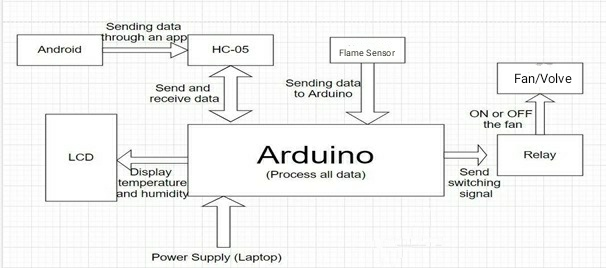 Sending data
through an app
Android
HC-05
Flame Sensor
Fan/Volve
Send and
receive data
Sending data
to Arduino
ON or OFF
the fan
LCD
Arduino
(Process all data)
Relay
Display
temperature
and humidity
Send
switching
signal
Power Supply (Laptop)